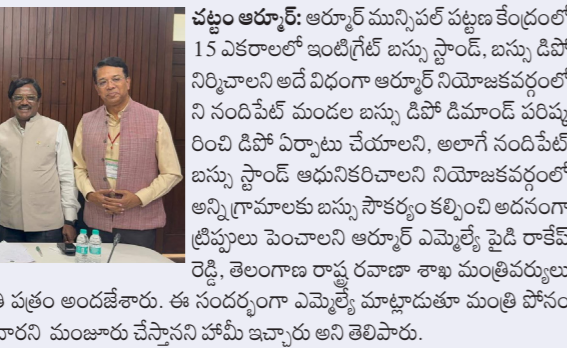 చట్టం ఆర్మూర్: ఆర్మూర్ మున్సిపల్ పట్టణ కేంద్రంలో
15 ఎకరాలలో ఇంటిగ్రేట్ బస్సు స్టాండ్, బస్సు డిపో
నిర్మించాలని అదే విధంగా ఆర్మూర్ నియోజకవర్గంలో
ని నందిపేట్ మండల బస్సు డిపో డిమాండ్ పరిష్క
రించి డిపో ఏర్పాటు చేయాలని, అలాగే నందిపేట్
బస్సు స్టాండ్ ఆధునికరిచాలని నియోజకవర్గంలో
అన్ని గ్రామాలకు బస్సు సౌకర్యం కల్పించి అదనంగా
ట్రిప్పులు పెంచాలని ఆర్మూర్ ఎమ్మెల్యే పైడి రాకేష్
రెడ్డి, తెలంగాణ రాష్ట్ర రవాణా శాఖ మంత్రివర్యులు
పత్రం అందజేశారు. ఈ సందర్భంగా ఎమ్మెల్యే మాట్లాడుతూ మంత్రి పోనం
మంజూరు చేస్తానని హామీ ఇచ్చారు అని తెలిపారు.